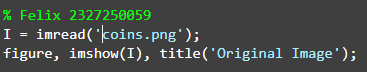 % Felix 2327250059
I = imread('coins.png');
figure, imshow(I), title('Original Image');